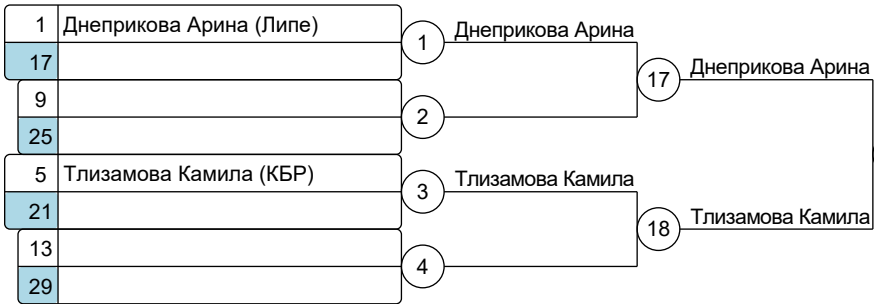 1 Днеприкова Арина (Липе)
1 Днеприкова Арина
17
17 Днеприкова Арина
9
2
25
5 Тлизамова Камила (КБР)
3 Тлизамова Камила
21
18 Тлизамова Камила
13
4
29